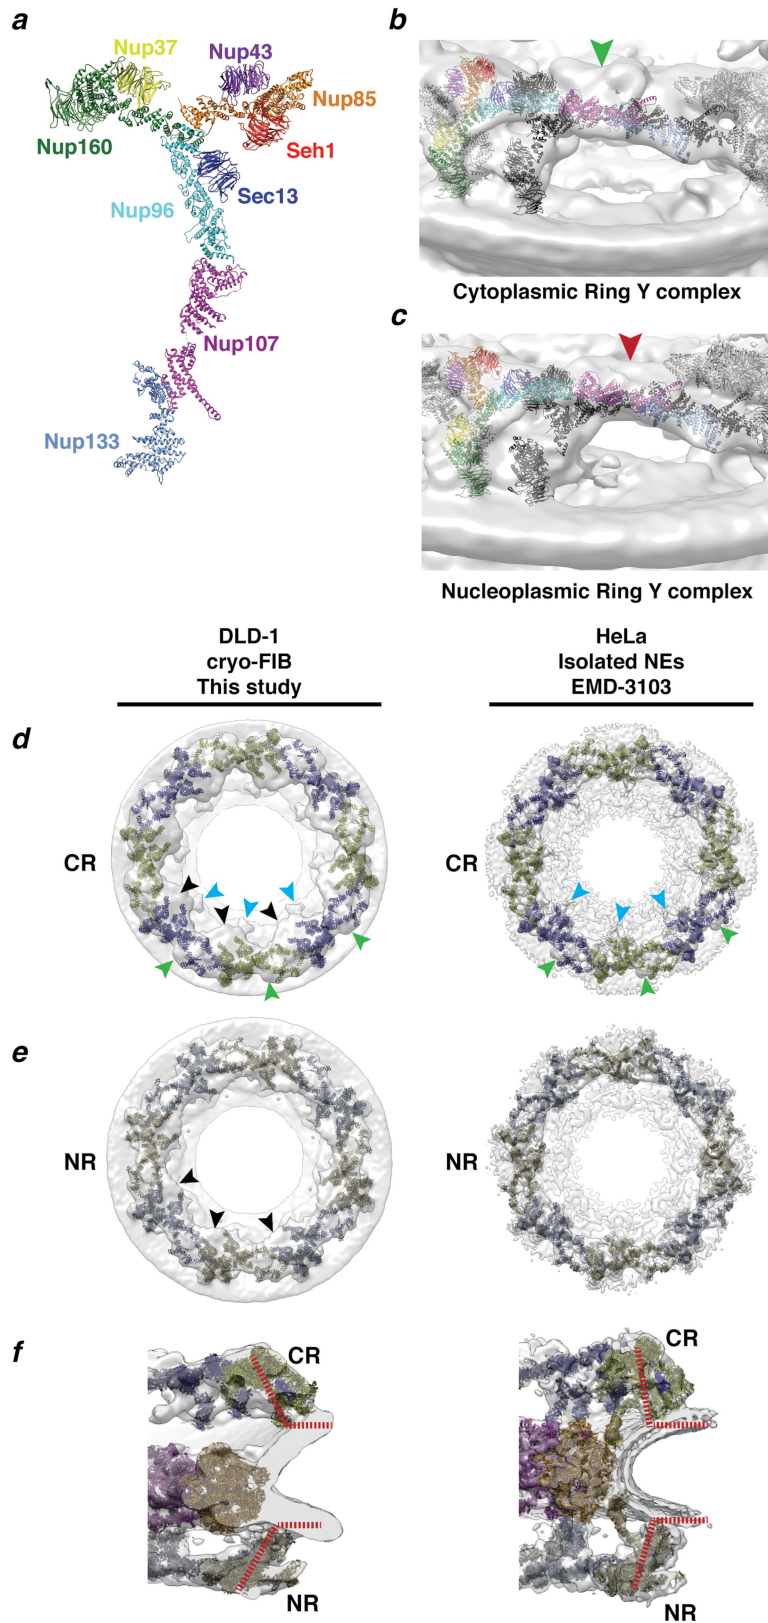 a
Nup37
Nup43
Nup85
Nup160
Seh1
Nup96
Sec13
Nup107
Nup133
b
Cytoplasmic Ring Y complex
c
Nucleoplasmic Ring Y complex
DLD-1
cryo-FIB
This study
HeLa
Isolated NEs
EMD-3103
d
CR
e
NR
NR
f
CR
NR
CR
NR